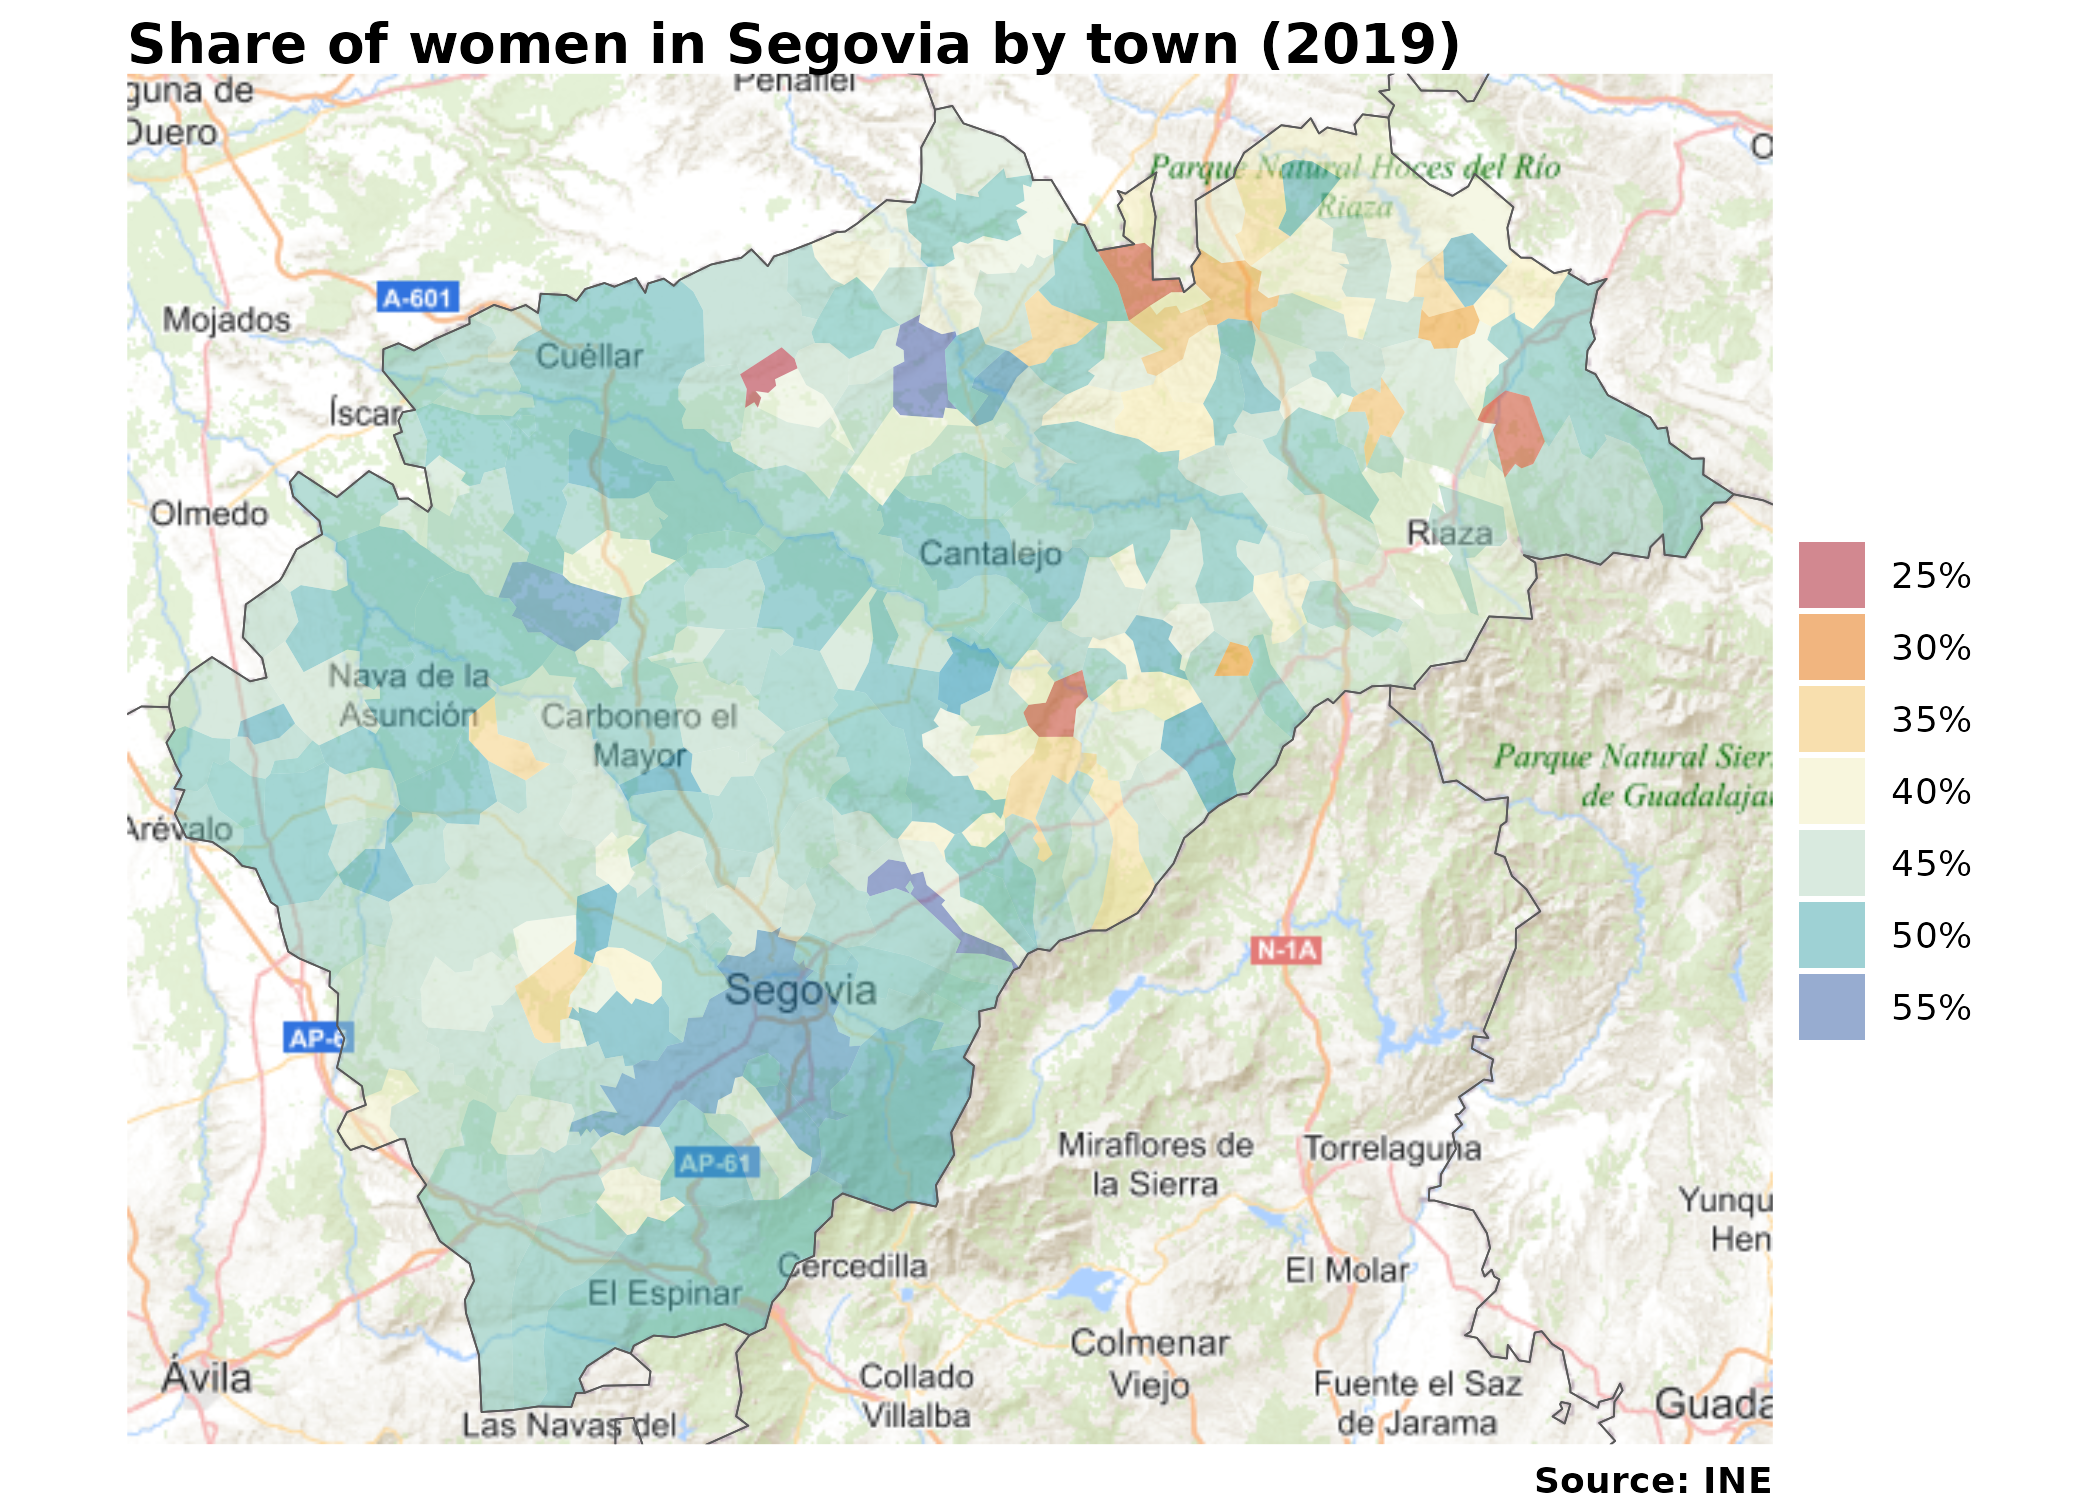 Share of women in Segovia by town (2019)
Peñafiel
guna de
Duero
Parque Natural Hoces del Río
Riaza
A-601
Mojados
Cuéllar
Íscar
Olmedo
Cantalejo
Riaza
Nava de la
Asunción
Carbonero el
Mayor
Parque Natural Sier
de Guadalaja
Arévalo
Segovia
N-1A
AP-6
AP-61
Miraflores de
la Sierra
Torrelaguna
Yunqu
Hen
Cercedilla
El Espinar
El Molar
Colmenar
Viejo
Ávila
Collado
Villalba
Fuente el Saz
de Jarama
Guada
Las Navas del
25%
30%
35%
40%
45%
50%
55%
Source: INE